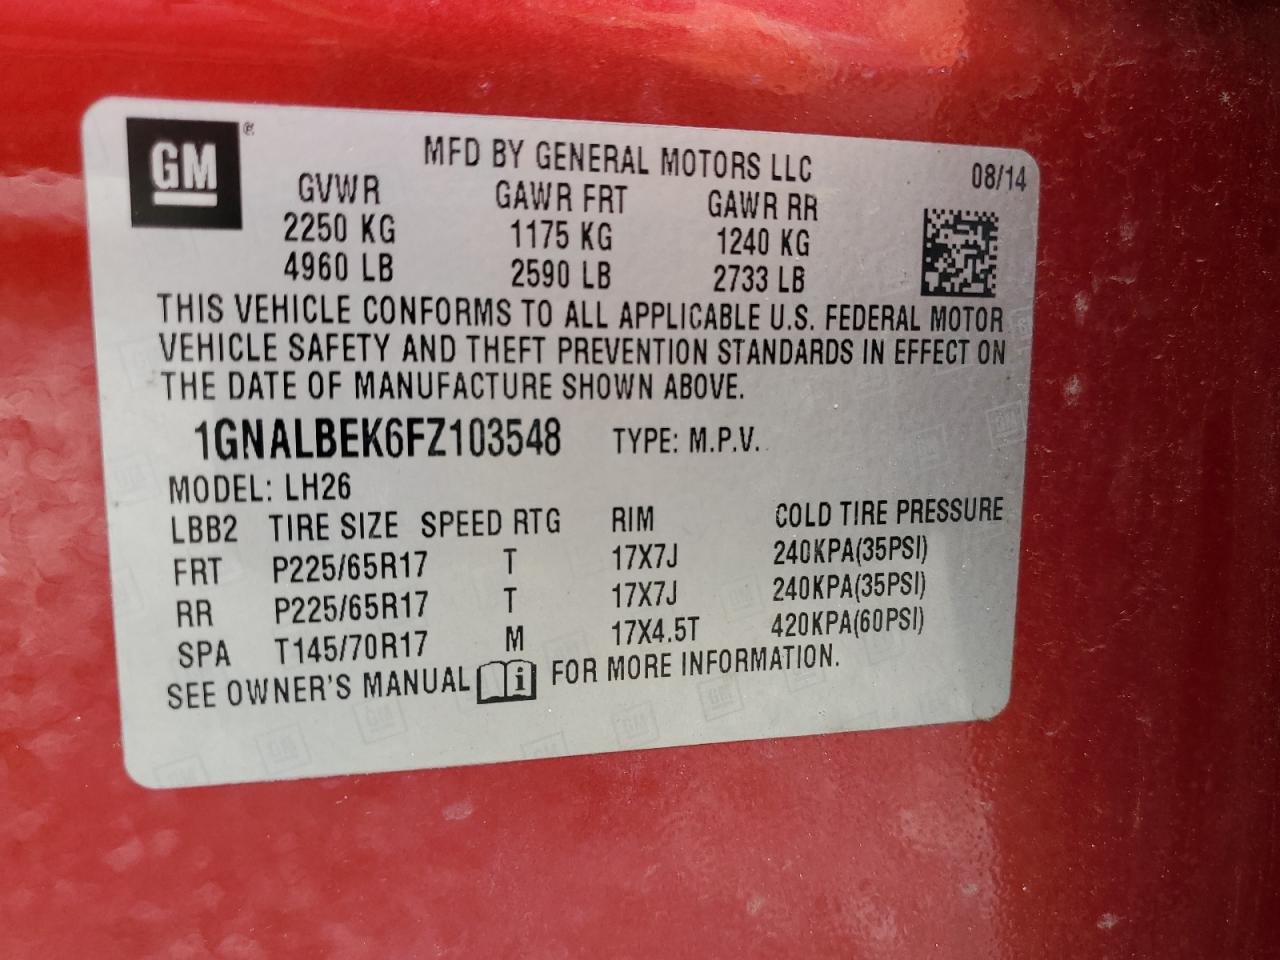 GM®
MFD BY GENERAL MOTORS LLC 08/14
GVWR GAWR FRT GAWR RR
2250 KG 1175 KG 1240 KG
4960 LB 2590 LB 2733 LB
THIS VEHICLE CONFORMS TO ALL APPLICABLE U.S. FEDERAL MOTOR
VEHICLE SAFETY AND THEFT PREVENTION STANDARDS IN EFFECT ON
THE DATE OF MANUFACTURE SHOWN ABOVE.
1GNALBEK6FZ103548 TYPE: M.P.V.
MODEL: LH26
LBB2 TIRE SIZE SPEED RTG RIM COLD TIRE PRESSURE
FRT P225/65R17 T 17X7J 240KPA(35PSI)
RR P225/65R17 T 17X7J 240KPA(35PSI)
SPA T145/70R17 M 17X4.5T 420KPA(60PSI)
SEE OWNER'S MANUAL i FOR MORE INFORMATION.